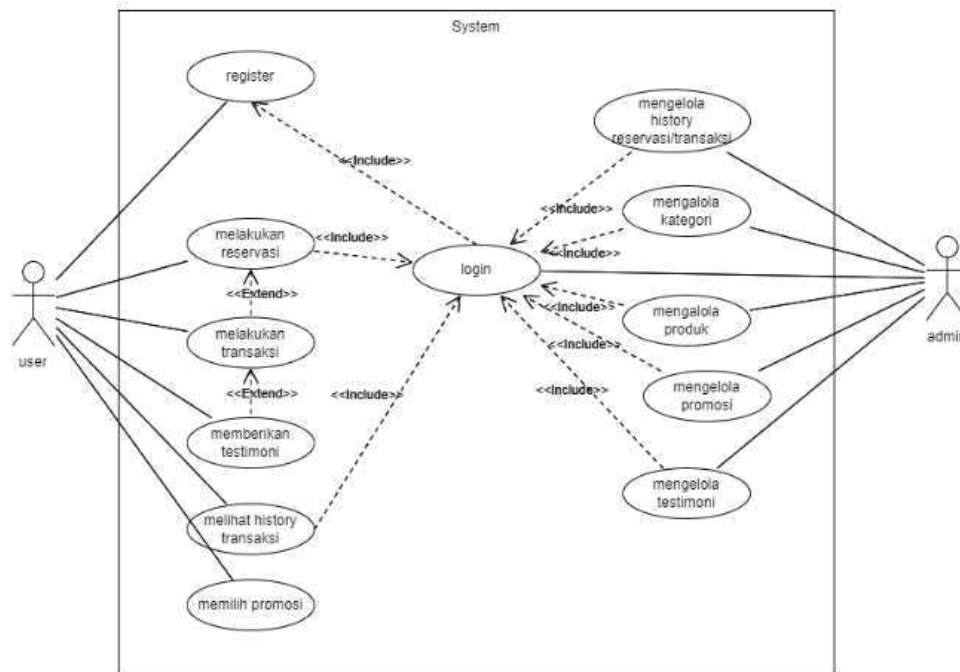 System
register
<<Include>>
mengelola
history
reservasi/transaksi
<<Include>>
mengalola
kategori
<<Include>>
melakukan
reservasi
<<Include>>
login
<<Extend>>
melakukan
transaksi
<<Include>>
mengalola
produk
<<Include>>
user
admin
<<Extend>>
<<Include>>
<<Include>>
mengelola
promosi
memberikan
testimoni
mengelola
testimoni
melihat history
transaksi
memilih promosi